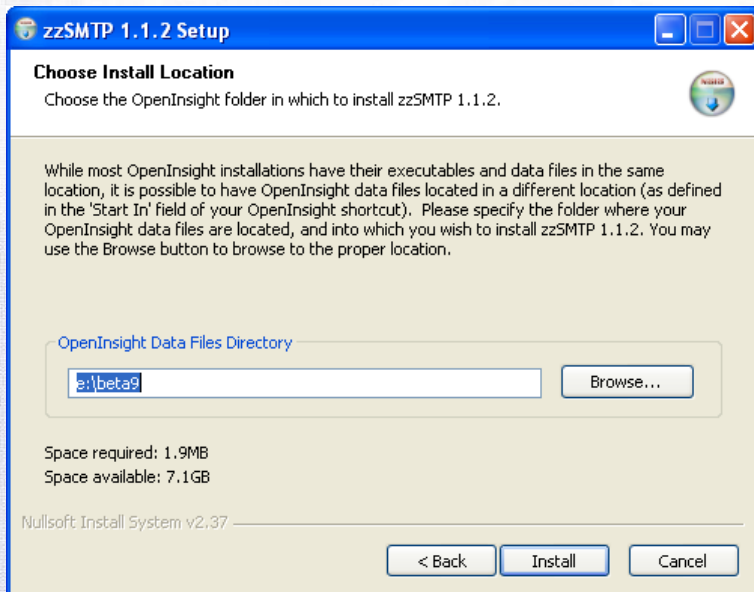 zzSMTP 1.1.2 Setup
Choose Install Location
Choose the OpenInsight folder in which to install zzSMTP 1.1.2.
While most OpenInsight installations have their executables and data files in the same
location, it is possible to have OpenInsight data files located in a different location (as defined
in the 'Start In' field of your OpenInsight shortcut).  Please specify the folder where your
OpenInsight data files are located, and into which you wish to install zzSMTP 1.1.2. You may
use the Browse button to browse to the proper location.
OpenInsight Data Files Directory
e:\beta9
Browse...
Space required: 1.9MB
Space available: 7.1GB
Nullsoft Install System v2.37
< Back
Install
Cancel